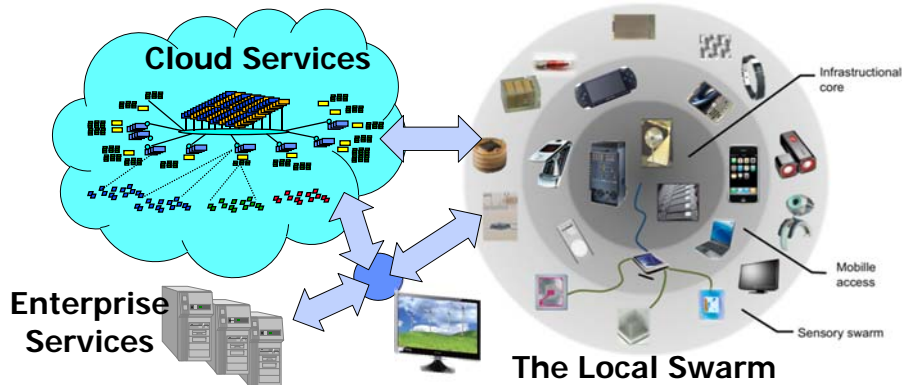 Cloud Services
Infrastructional
core
Mobille
access
Enterprise
Services
Sensory swarm
The Local Swarm